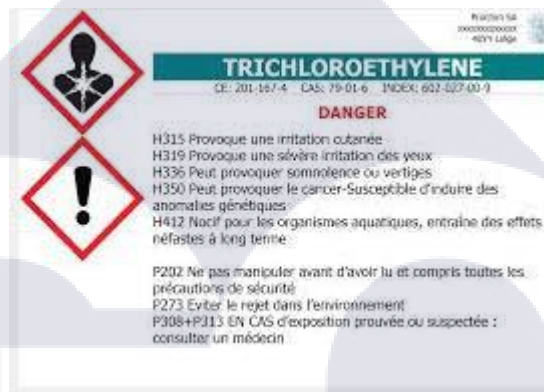 TRICHLOROETHYLENE
CE: 201-167-4 CAS: 79-01-6 INDEX: 602-027-00-9
DANGER
H315 Provoque une irritation cutanée
H319 Provoque une sévère irritation des yeux
H336 Peut provoquer somnolence ou vertiges
H350 Peut provoquer le cancer-Susceptible d'induire des
anomalies génétiques
H412 Nocif pour les organismes aquatiques, entraîne des effets
néfastes à long terme
P202 Ne pas manipuler avant d'avoir lu et compris toutes les
précautions de sécurité
P273 Eviter le rejet dans l'environnement
P308+P313 EN CAS d'exposition prouvée ou suspectée :
consulter un médecin